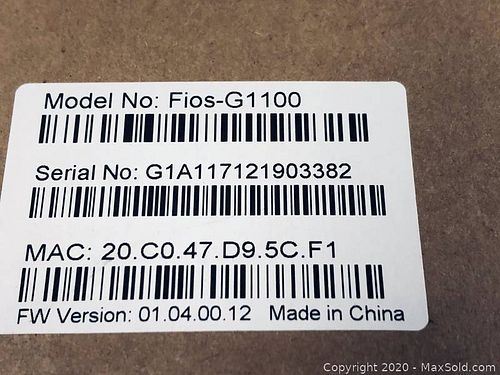 Model No: Fios-G1100
Serial No: G1A117121903382
MAC: 20.C0.47.D9.5C.F1
FW Version: 01.04.00.12 Made in China
Copyright © 2020 - MaxSold.com